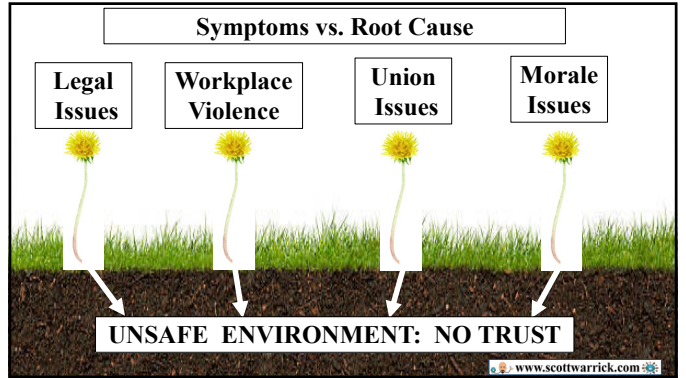 Symptoms vs. Root Cause
Legal
Issues
Workplace
Violence
Union
Issues
Morale
Issues
UNSAFE ENVIRONMENT: NO TRUST
www.scottwarrick.com